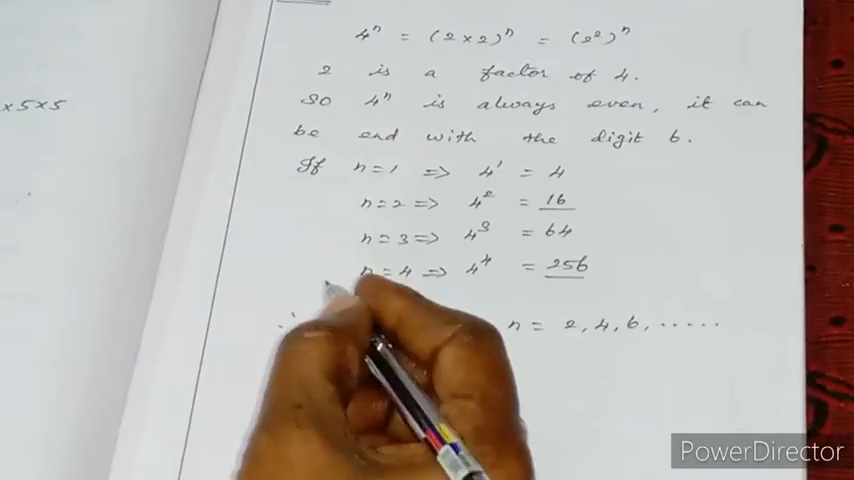 ×5×5
4ⁿ = (2×2)ⁿ = (2²)ⁿ
2 is a factor of 4.
So 4ⁿ is always even, it can
be end with the digit 6.
If n=1 => 4¹ = 4
n=2 => 4² = 16
n=3 => 4³ = 64
n=4 => 4⁴ = 256
n = 2, 4, 6, .....
PowerDirector